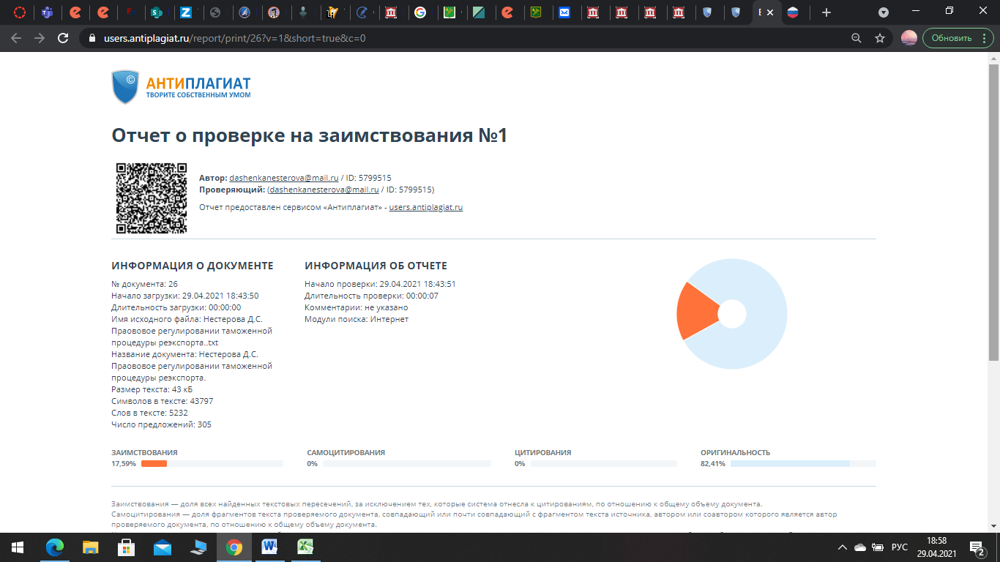 users.antiplagiat.ru/report/print/26?v=1&short=true&c=0
Обновить
©
АНТИПЛАГИАТ
ТВОРИТЕ СОБСТВЕННЫМ УМОМ
Отчет о проверке на заимствования №1
Автор: dashenkanesterova@mail.ru / ID: 5799515
Проверяющий: (dashenkanesterova@mail.ru / ID: 5799515)
Отчет предоставлен сервисом «Антиплагиат» - users.antiplagiat.ru
ИНФОРМАЦИЯ О ДОКУМЕНТЕ
№ документа: 26
Начало загрузки: 29.04.2021 18:43:50
Длительность загрузки: 00:00:00
Имя исходного файла: Нестерова Д.С.
Праововое регулировании таможенной
процедуры реэкспорта..txt
Название документа: Нестерова Д.С.
Праововое регулировании таможенной
процедуры реэкспорта.
Размер текста: 43 кБ
Cимволов в тексте: 43797
Слов в тексте: 5232
Число предложений: 305
ИНФОРМАЦИЯ ОБ ОТЧЕТЕ
Начало проверки: 29.04.2021 18:43:51
Длительность проверки: 00:00:07
Комментарии: не указано
Модули поиска: Интернет
ЗАИМСТВОВАНИЯ
17,59%
САМОЦИТИРОВАНИЯ
0%
ЦИТИРОВАНИЯ
0%
ОРИГИНАЛЬНОСТЬ
82,41%
Заимствования — доля всех найденных текстовых пересечений, за исключением тех, которые система отнесла к цитированиям, по отношению к общему объему документа.
Самоцитирования — доля фрагментов текста проверяемого документа, совпадающий или почти совпадающий с фрагментом текста источника, автором или соавтором которого является автор
проверяемого документа, по отношению к общему объему документа.
РУС
18:58
29.04.2021
2